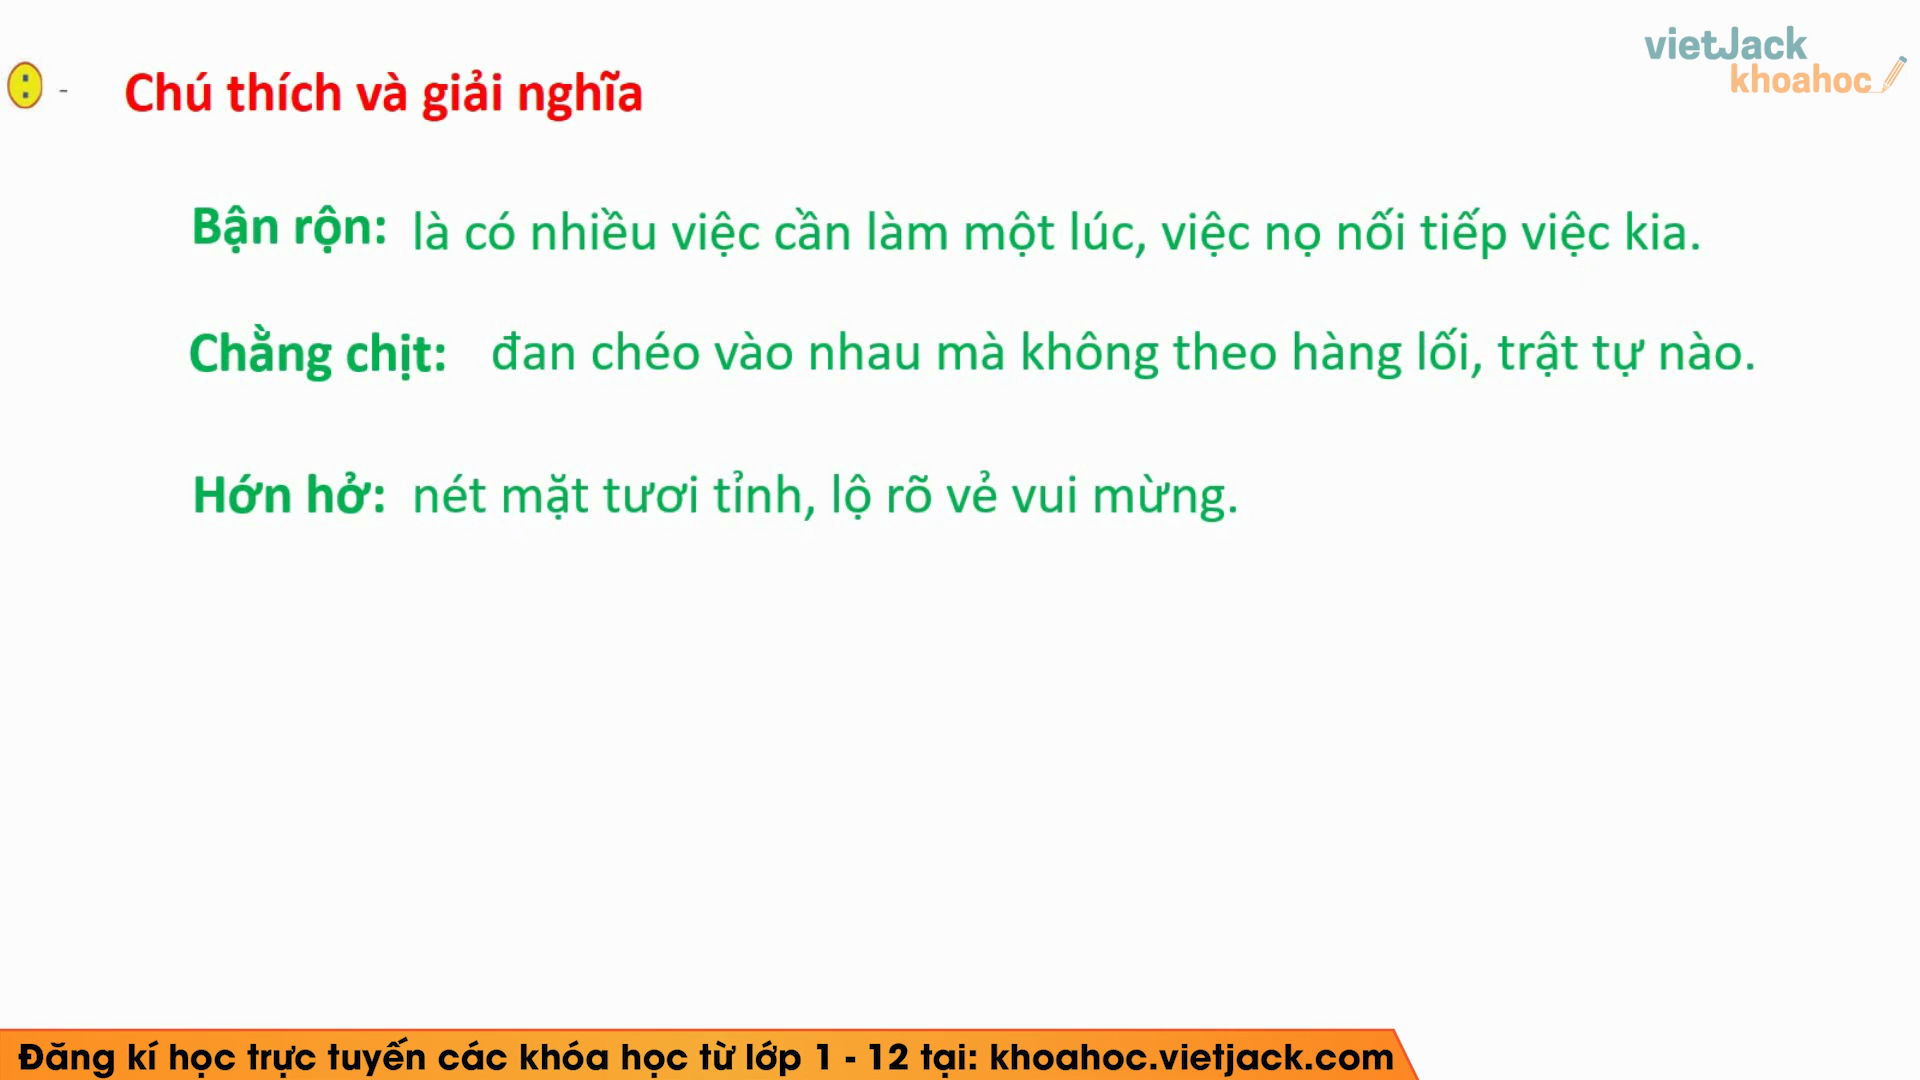 vietJack
khoahoc
: - Chú thích và giải nghĩa
Bận rộn: là có nhiều việc cần làm một lúc, việc nọ nối tiếp việc kia.
Chằng chịt: đan chéo vào nhau mà không theo hàng lối, trật tự nào.
Hớn hở: nét mặt tươi tỉnh, lộ rõ vẻ vui mừng.
Đăng kí học trực tuyến các khóa học từ lớp 1 - 12 tại: khoahoc.vietjack.com